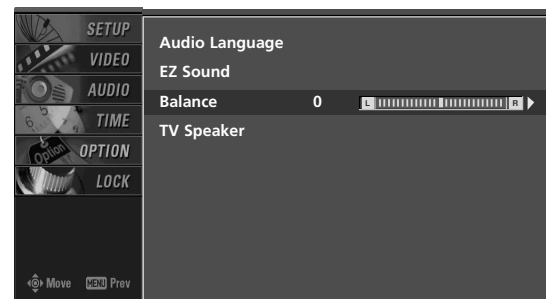 SETUP
VIDEO
AUDIO
TIME
OPTION
LOCK
Move MENU Prev
Audio Language
EZ Sound
Balance 0 L R
TV Speaker